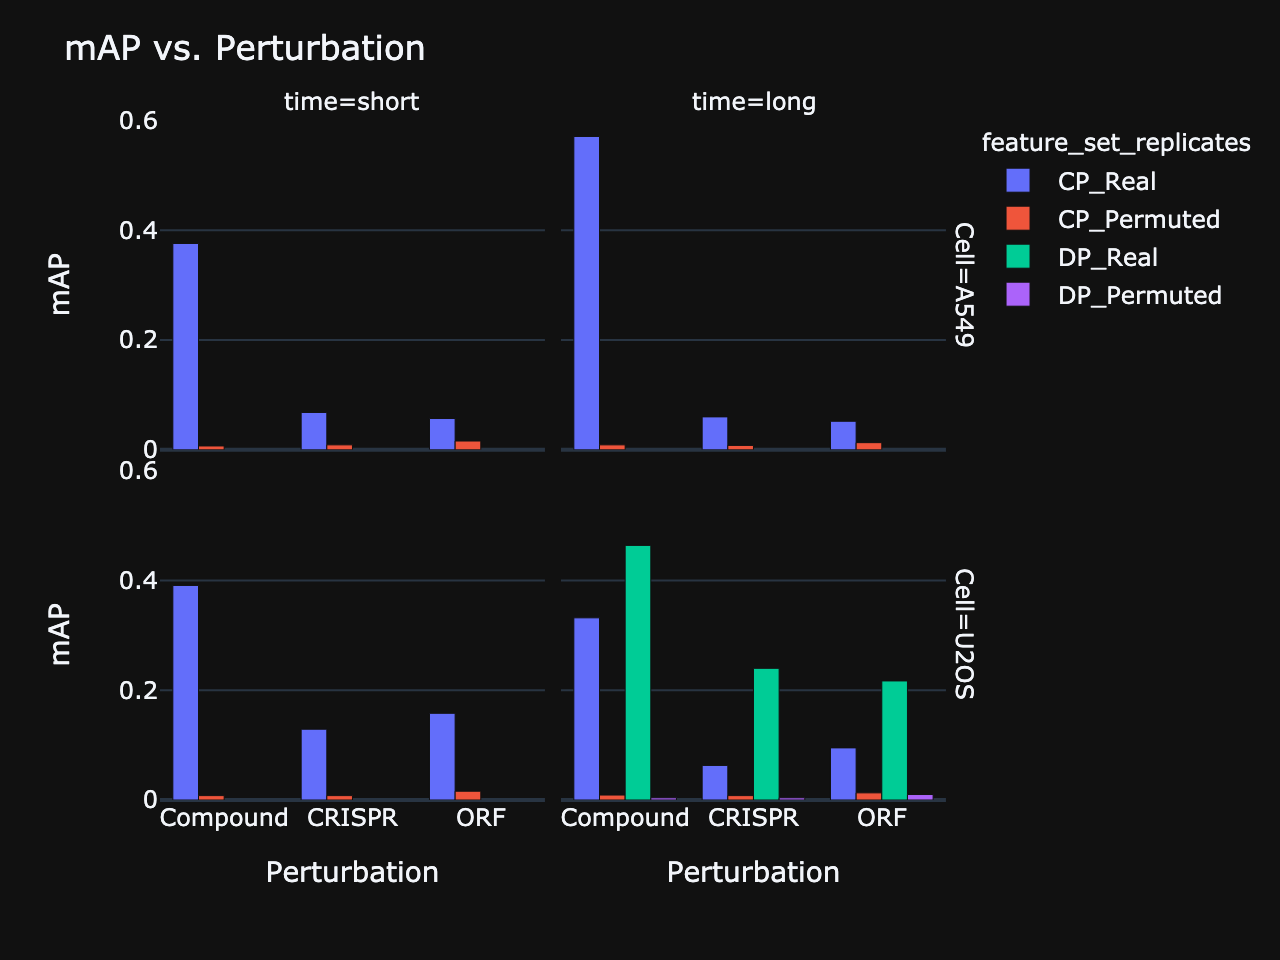 mAP vs. Perturbation
time=short
time=long
0.6
0.4
0.2
0
mAP
Cell=A549
feature_set_replicates
CP_Real
CP_Permuted
DP_Real
DP_Permuted
0.6
0.4
0.2
0
mAP
Cell=U2OS
Compound CRISPR ORF
Compound CRISPR ORF
Perturbation
Perturbation